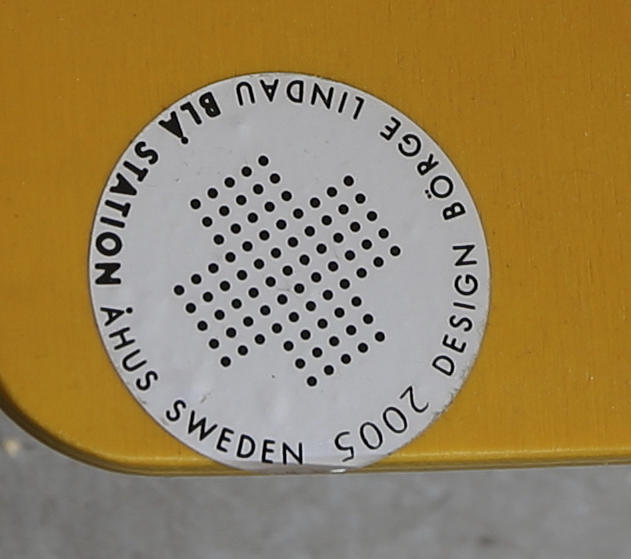 BLÅ STATION ÅHUS SWEDEN 2005 DESIGN BÖRGE LINDAU